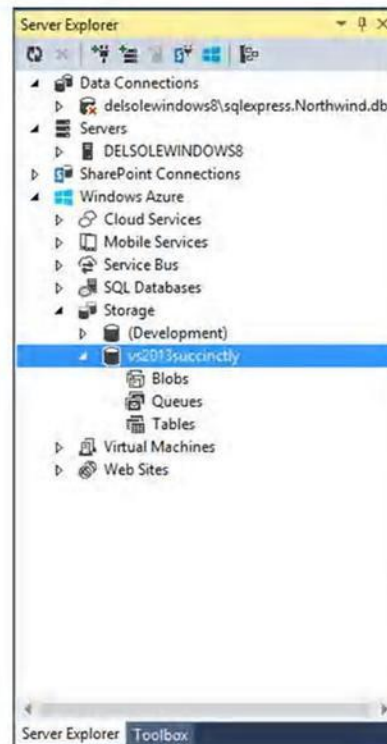 Server Explorer
Data Connections
delsolewindows8\sqlexpress.Northwind.db
Servers
DELSOLEWINDOWS8
SharePoint Connections
Windows Azure
Cloud Services
Mobile Services
Service Bus
SQL Databases
Storage
(Development)
vs2013succinctly
Blobs
Queues
Tables
Virtual Machines
Web Sites
Server Explorer Toolbox